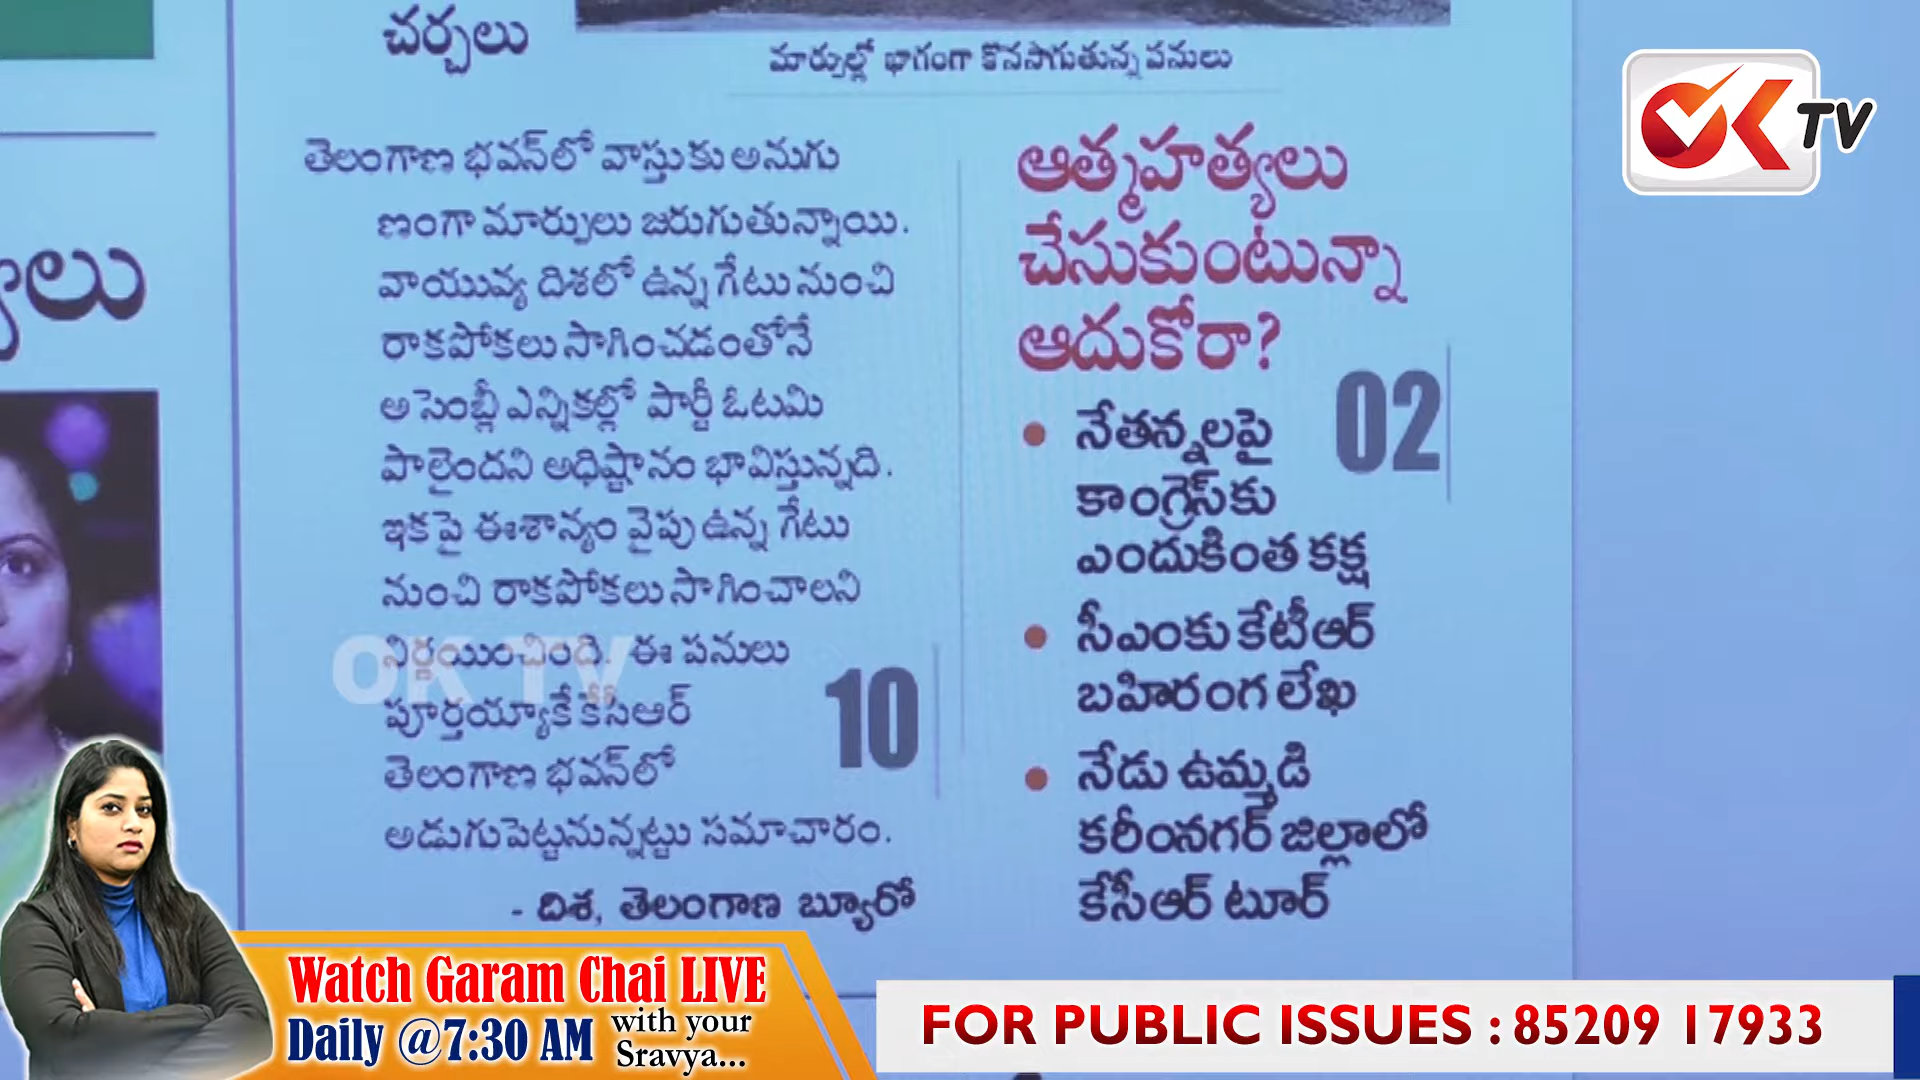 చర్చలు
మార్పుల్లో భాగంగా కొనసాగుతున్న పనులు
తెలంగాణ భవన్‌లో వాస్తుకు అనుగు
ణంగా మార్పులు జరుగుతున్నాయి.
వాయువ్య దిశలో ఉన్న గేటు నుంచి
రాకపోకలు సాగించడంతోనే
అసెంబ్లీ ఎన్నికల్లో పార్టీ ఓటమి
పాలైందని అధిష్టానం భావిస్తున్నది.
ఇకపై ఈశాన్యం వైపు ఉన్న గేటు
నుంచి రాకపోకలు సాగించాలని
నిర్ణయించింది. ఈ పనులు
పూర్తయ్యాకే కేసీఆర్
తెలంగాణ భవన్‌లో
అడుగుపెట్టనున్నట్టు సమాచారం.
- దిశ, తెలంగాణ బ్యూరో
10
ఆత్మహత్యలు
చేసుకుంటున్నా
ఆదుకోరా?
02
• నేతన్నలపై
కాంగ్రెస్‌కు
ఎందుకింత కక్ష
• సీఎంకు కేటీఆర్
బహిరంగ లేఖ
• నేడు ఉమ్మడి
కరీంనగర్ జిల్లాలో
కేసీఆర్ టూర్
OK TV
OK TV
Watch Garam Chai LIVE
Daily @7:30 AM with your
Sravya...
FOR PUBLIC ISSUES : 85209 17933